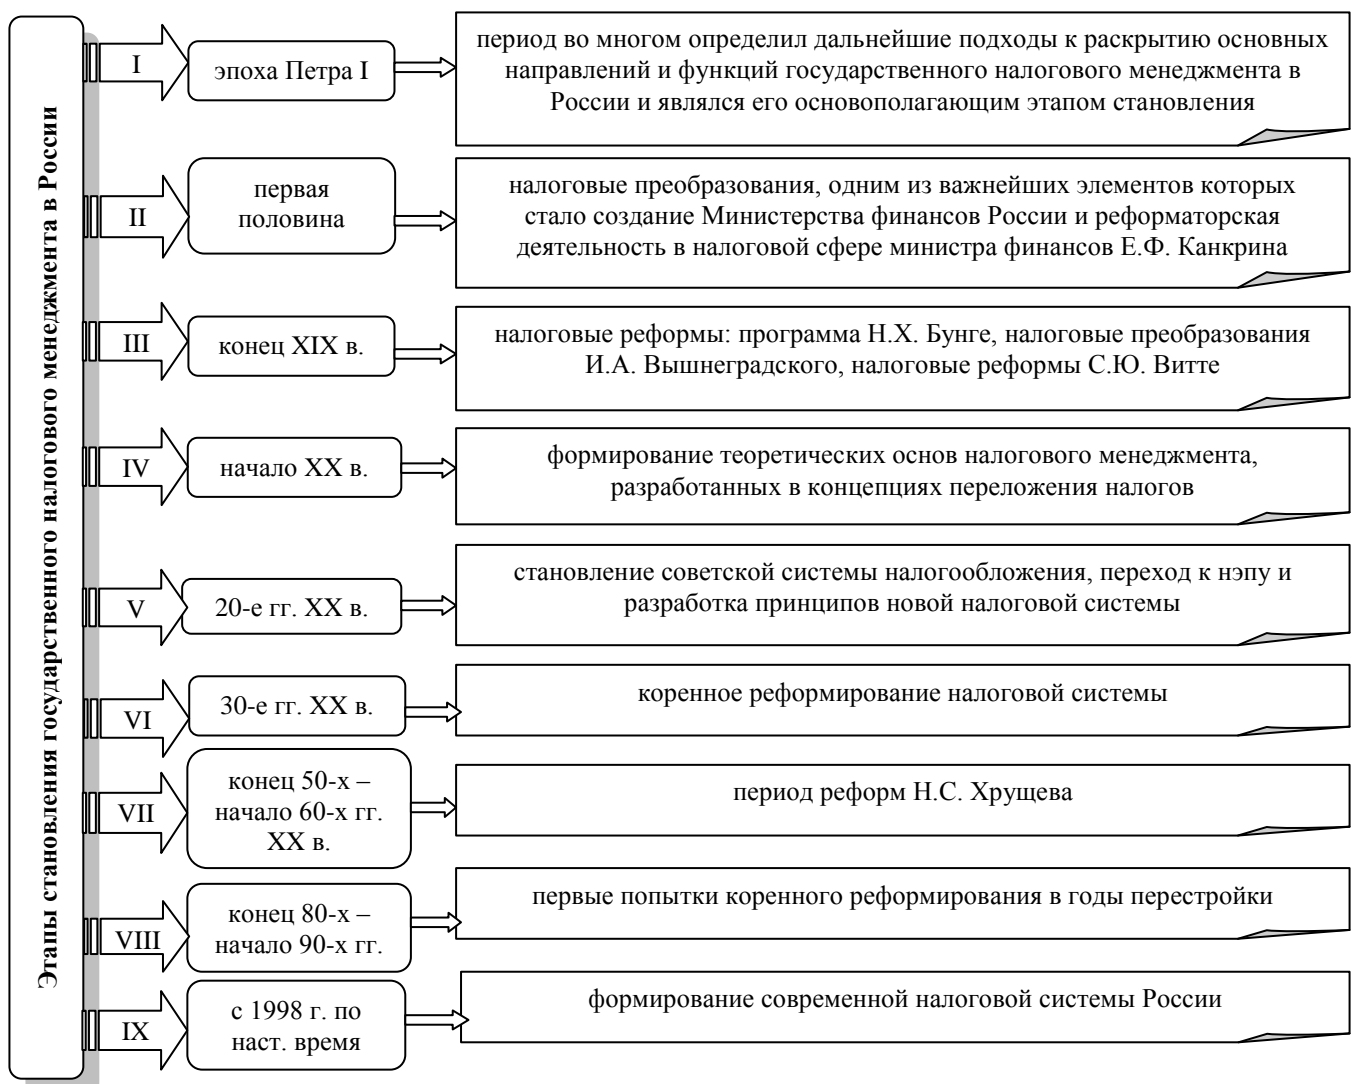 Этапы становления государственного налогового менеджмента в России
I
эпоха Петра I
период во многом определил дальнейшие подходы к раскрытию основных
направлений и функций государственного налогового менеджмента в
России и являлся его основополагающим этапом становления
II
первая
половина
налоговые преобразования, одним из важнейших элементов которых
стало создание Министерства финансов России и реформаторская
деятельность в налоговой сфере министра финансов Е.Ф. Канкрина
III
конец XIX в.
налоговые реформы: программа Н.Х. Бунге, налоговые преобразования
И.А. Вышнеградского, налоговые реформы С.Ю. Витте
IV
начало XX в.
формирование теоретических основ налогового менеджмента,
разработанных в концепциях переложения налогов
V
20-е гг. XX в.
становление советской системы налогообложения, переход к нэпу и
разработка принципов новой налоговой системы
VI
30-е гг. XX в.
коренное реформирование налоговой системы
VII
конец 50-х –
начало 60-х гг.
XX в.
период реформ Н.С. Хрущева
VIII
конец 80-х –
начало 90-х гг.
первые попытки коренного реформирования в годы перестройки
IX
с 1998 г. по
наст. время
формирование современной налоговой системы России